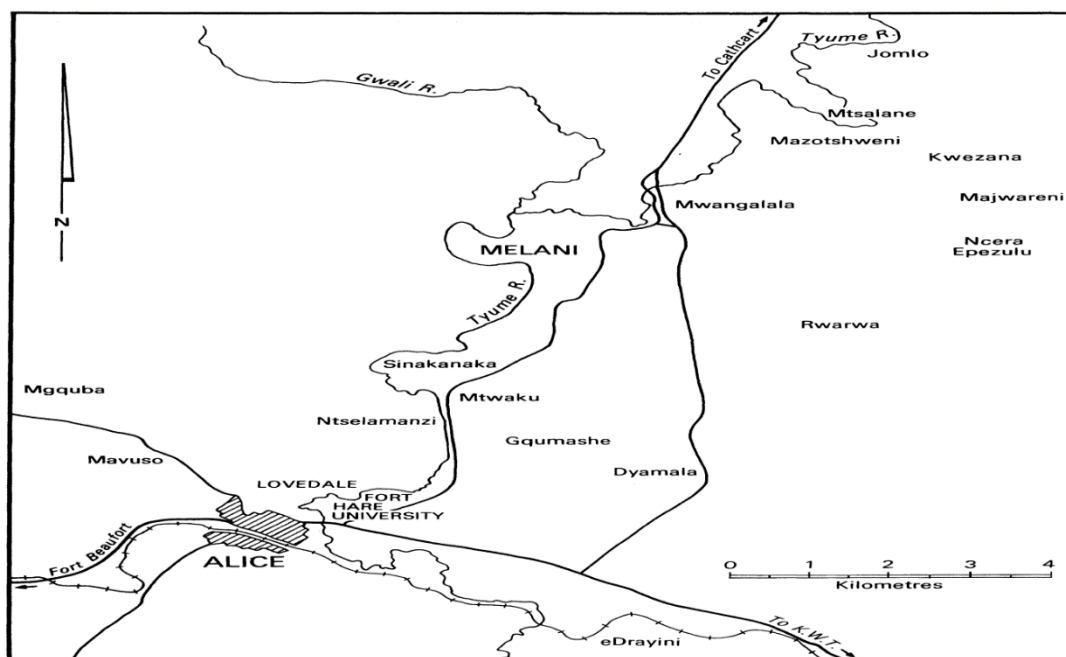 To Cathcart
Tyume R.
Jomlo
Gwali R.
Mtsalane
Mazotshweni
Kwezana
Majwareni
Mwangalala
N
MELANI
Ncera
Epezulu
Tyume R.
Rwarwa
Sinakanaka
Mgquba
Mtwaku
Ntselamanzi
Gqumashe
Mavuso
Dyamala
LOVEDALE
FORT
HARE
UNIVERSITY
Fort Beaufort
ALICE
0 1 2 3 4
Kilometres
To K.W.T.
eDrayini